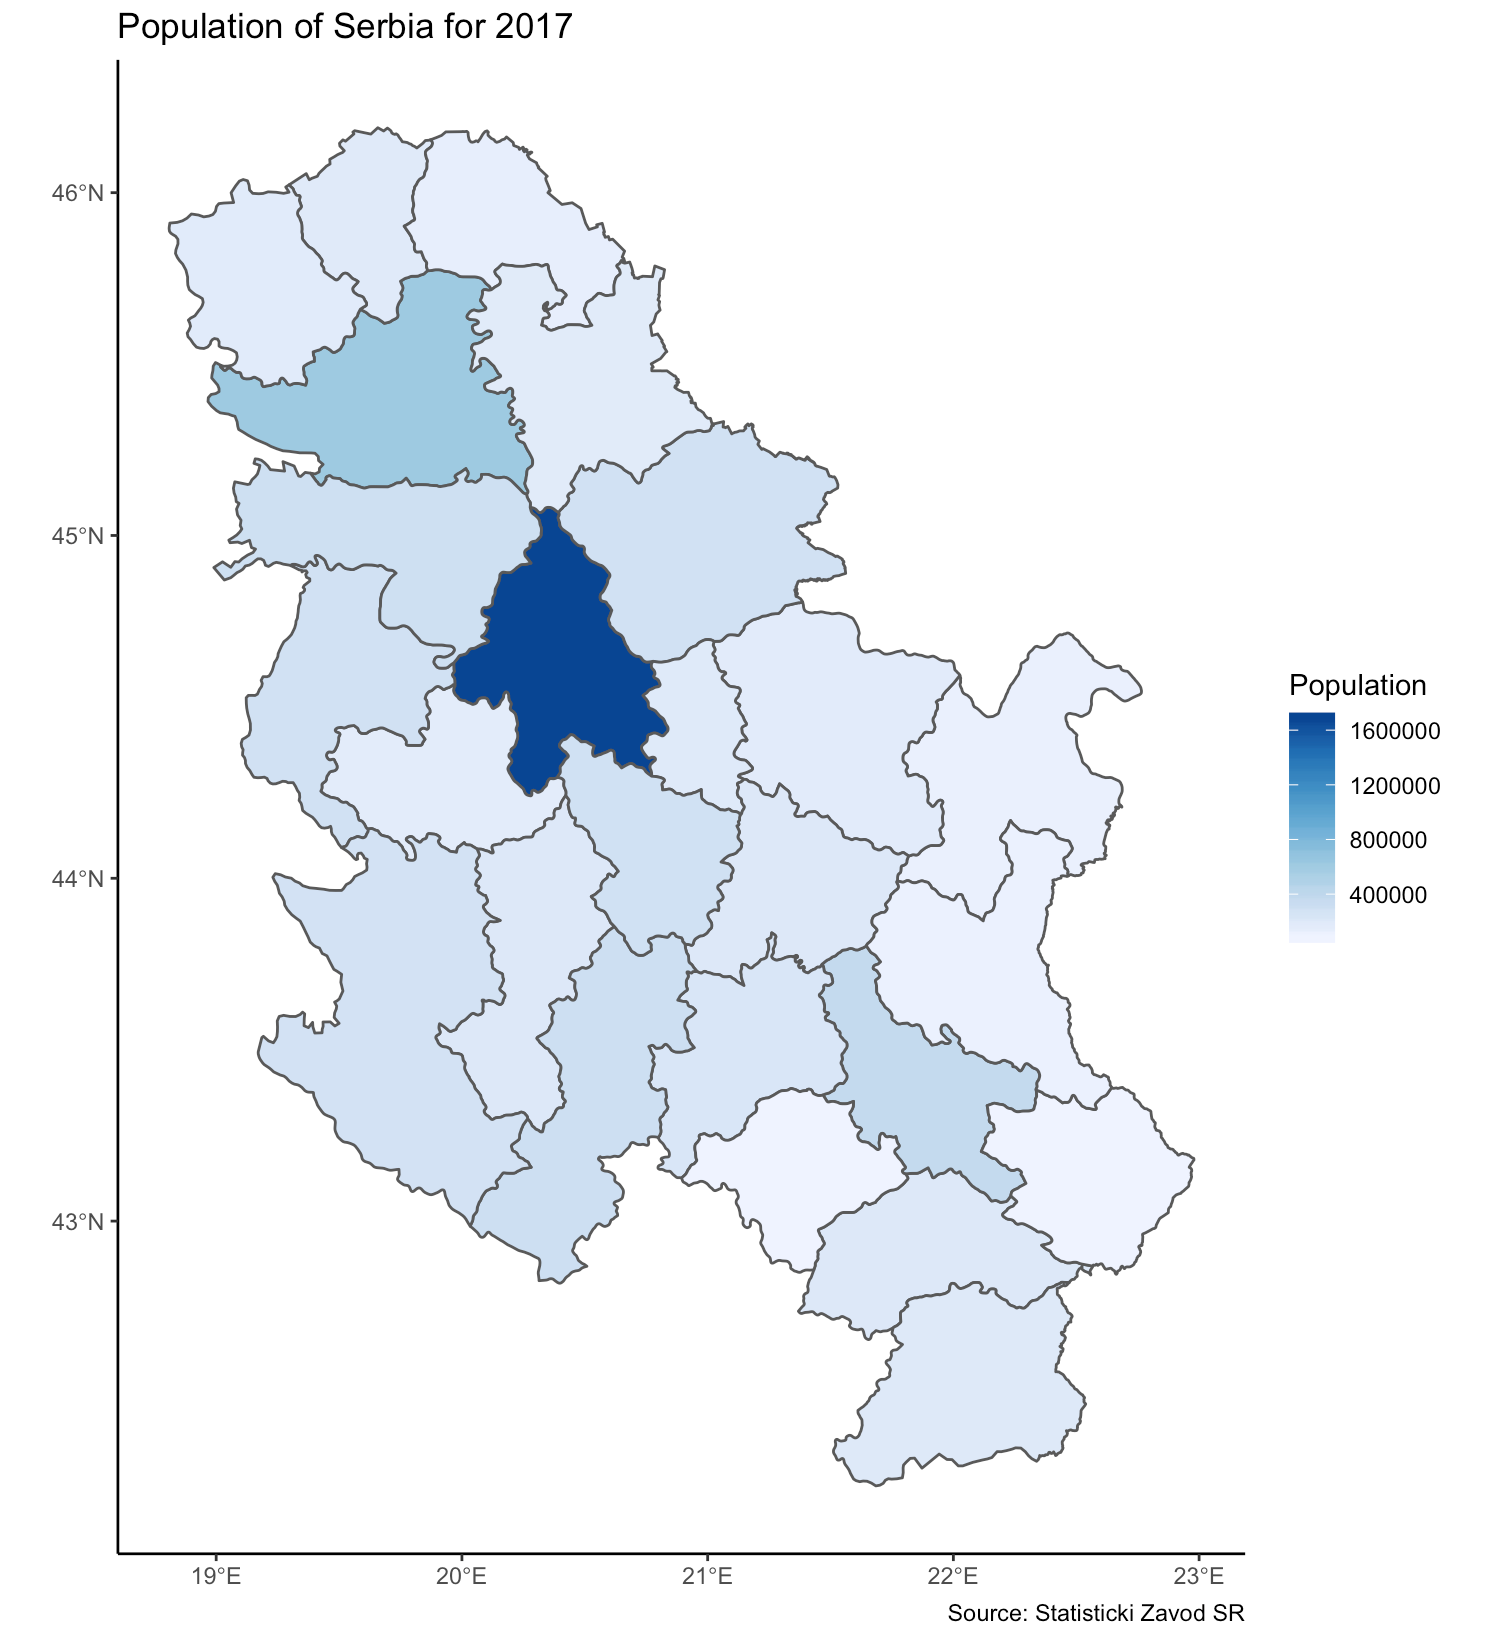 Population of Serbia for 2017
46°N
45°N
44°N
43°N
19°E
20°E
21°E
22°E
23°E
Population
1600000
1200000
800000
400000
Source: Statisticki Zavod SR